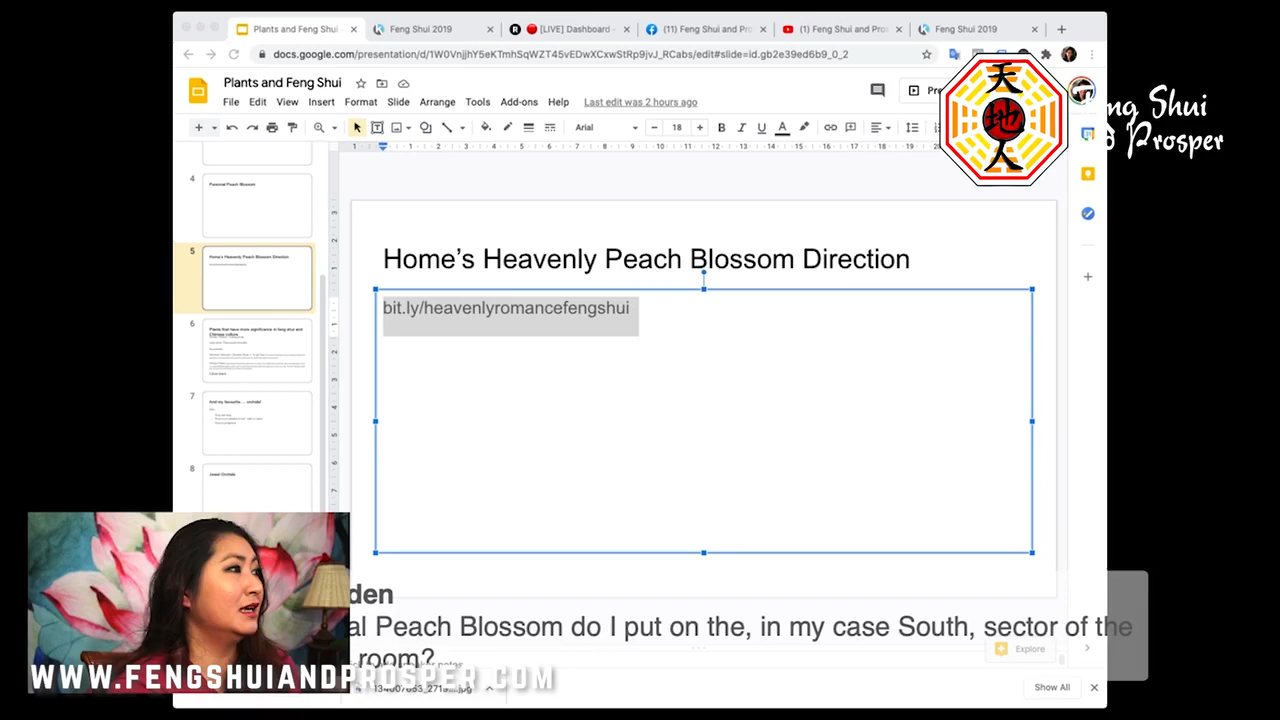 Plants and Feng Shui
Feng Shui 2019
[LIVE] Dashboard -
(11) Feng Shui and Pro
(1) Feng Shui and Prosp
Feng Shui 2019
docs.google.com/presentation/d/1W0VnjjhY5eKTmhSqWZT45vEDwXCxwStRp9jvJ_RCabs/edit#slide=id.gb2e39ed6b9_0_2
Plants and Feng Shui
File Edit View Insert Format Slide Arrange Tools Add-ons Help Last edit was 2 hours ago
Arial
18
天
地
人
ng Shui
d Prosper
4
Personal Peach Blossom
5
Home's Heavenly Peach Blossom Direction
6
Plants that have more significance in feng shui and
Chinese culture
7
And my favourite ... orchids!
8
Jewel Orchids
Home's Heavenly Peach Blossom Direction
bit.ly/heavenlyromancefengshui
den
al Peach Blossom do I put on the, in my case South, sector of the
room?
Explore
Show All
WWW.FENGSHUIANDPROSPER.COM